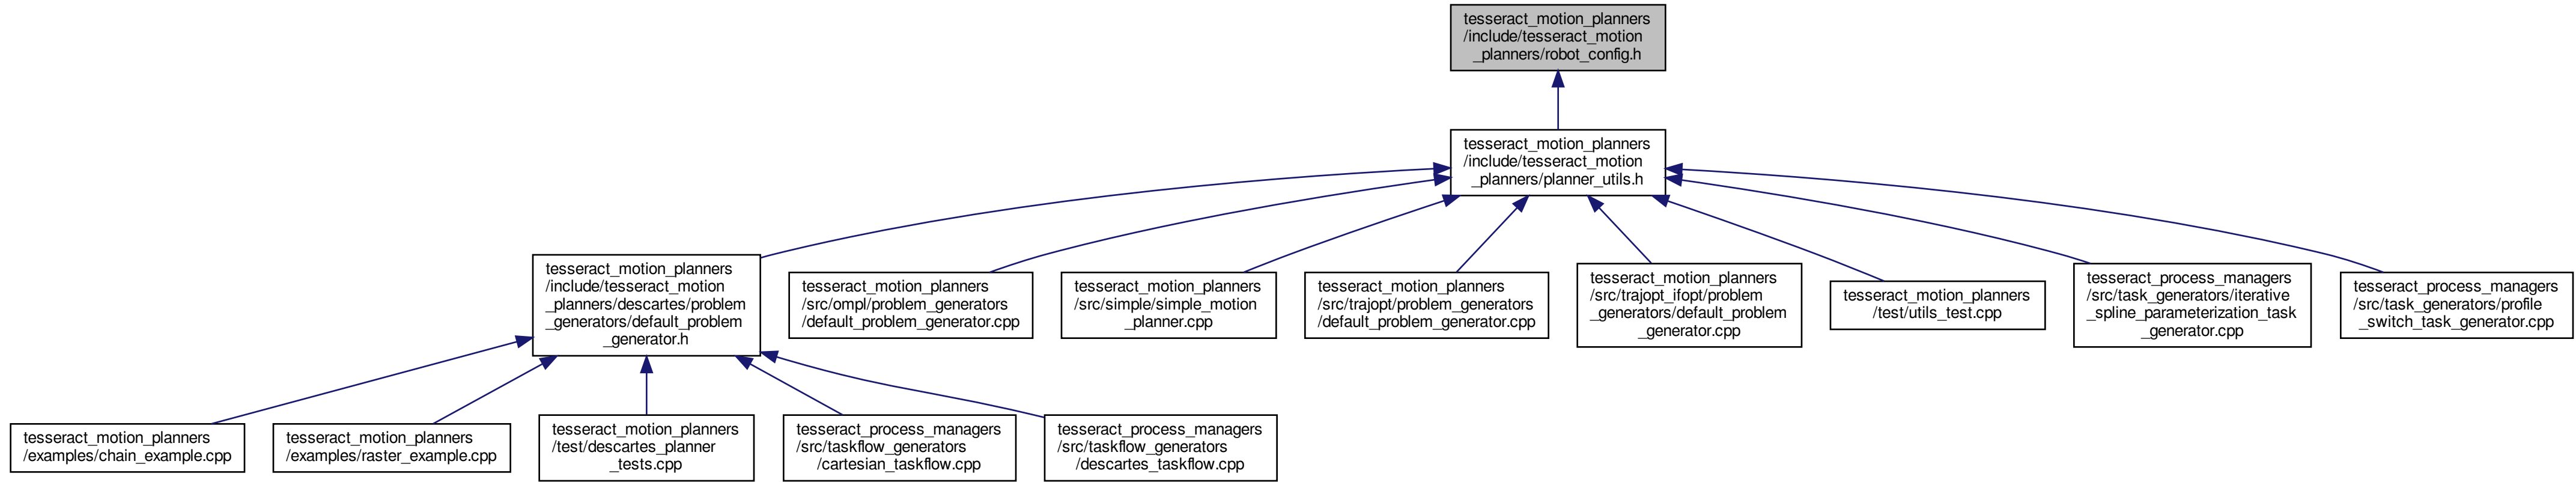 tesseract_motion_planners
/include/tesseract_motion
_planners/robot_config.h
tesseract_motion_planners
/include/tesseract_motion
_planners/planner_utils.h
tesseract_motion_planners
/include/tesseract_motion
_planners/descartes/problem
_generators/default_problem
_generator.h
tesseract_motion_planners
/src/ompl/problem_generators
/default_problem_generator.cpp
tesseract_motion_planners
/src/simple/simple_motion
_planner.cpp
tesseract_motion_planners
/src/trajopt/problem_generators
/default_problem_generator.cpp
tesseract_motion_planners
/src/trajopt_ifopt/problem
_generators/default_problem
_generator.cpp
tesseract_motion_planners
/test/utils_test.cpp
tesseract_process_managers
/src/task_generators/iterative
_spline_parameterization_task
_generator.cpp
tesseract_process_managers
/src/task_generators/profile
_switch_task_generator.cpp
tesseract_motion_planners
/examples/chain_example.cpp
tesseract_motion_planners
/examples/raster_example.cpp
tesseract_motion_planners
/test/descartes_planner
_tests.cpp
tesseract_process_managers
/src/taskflow_generators
/cartesian_taskflow.cpp
tesseract_process_managers
/src/taskflow_generators
/descartes_taskflow.cpp